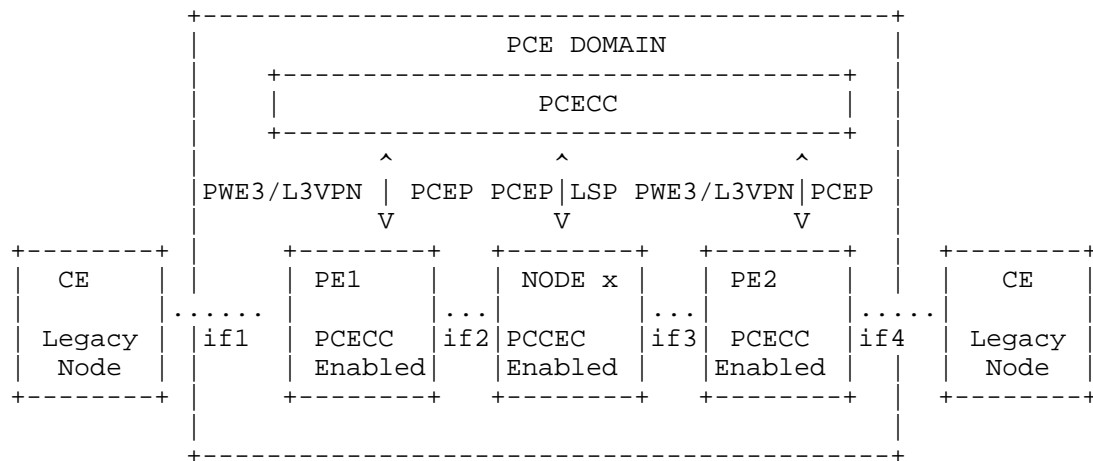 PCE DOMAIN
PCECC
PWE3/L3VPN PCEP PCEP LSP PWE3/L3VPN PCEP
CE PE1 NODE x PE2 CE
...... ... ... .....
Legacy if1 PCECC if2 PCCEC if3 PCECC if4 Legacy
Node Enabled Enabled Enabled Node